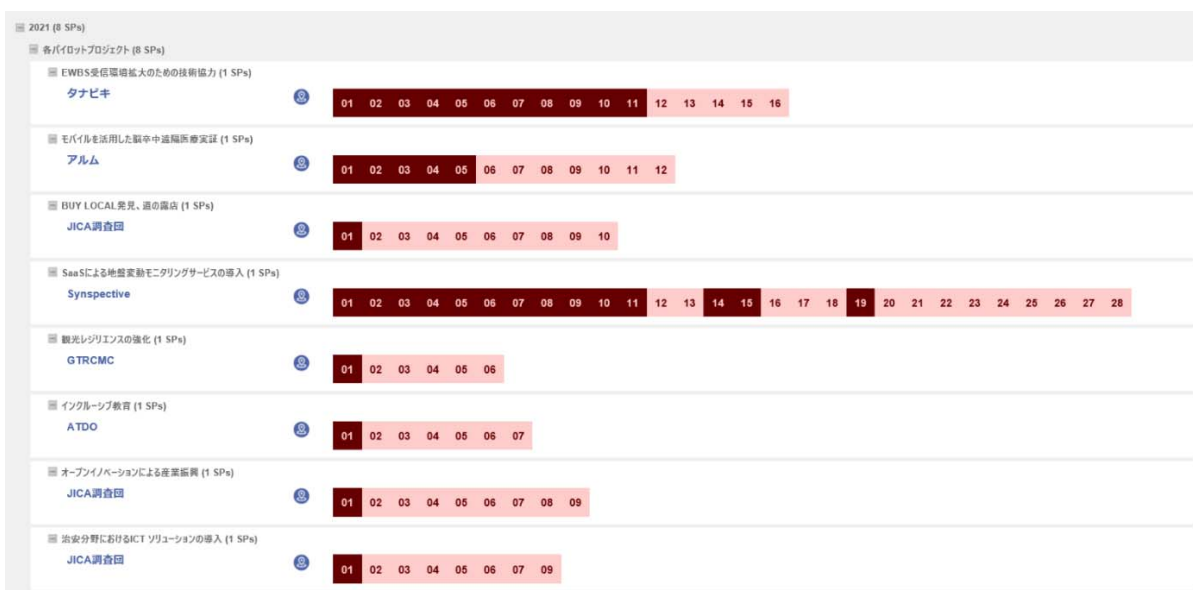 2021 (8 SPs)
各パイロットプロジェクト (8 SPs)
EWBS受信環境拡大のための技術協力 (1 SPs)
タナビキ
01 02 03 04 05 06 07 08 09 10 11 12 13 14 15 16
モバイルを活用した脳卒中遠隔医療実証 (1 SPs)
アルム
01 02 03 04 05 06 07 08 09 10 11 12
BUY LOCAL発見、道の露店 (1 SPs)
JICA調査団
01 02 03 04 05 06 07 08 09 10
SaaSによる地盤変動モニタリングサービスの導入 (1 SPs)
Synspective
01 02 03 04 05 06 07 08 09 10 11 12 13 14 15 16 17 18 19 20 21 22 23 24 25 26 27 28
観光レジリエンスの強化 (1 SPs)
GTRCMC
01 02 03 04 05 06
インクルーシブ教育 (1 SPs)
ATDO
01 02 03 04 05 06 07
オープンイノベーションによる産業振興 (1 SPs)
JICA調査団
01 02 03 04 05 06 07 08 09
治安分野におけるICT ソリューションの導入 (1 SPs)
JICA調査団
01 02 03 04 05 06 07 09